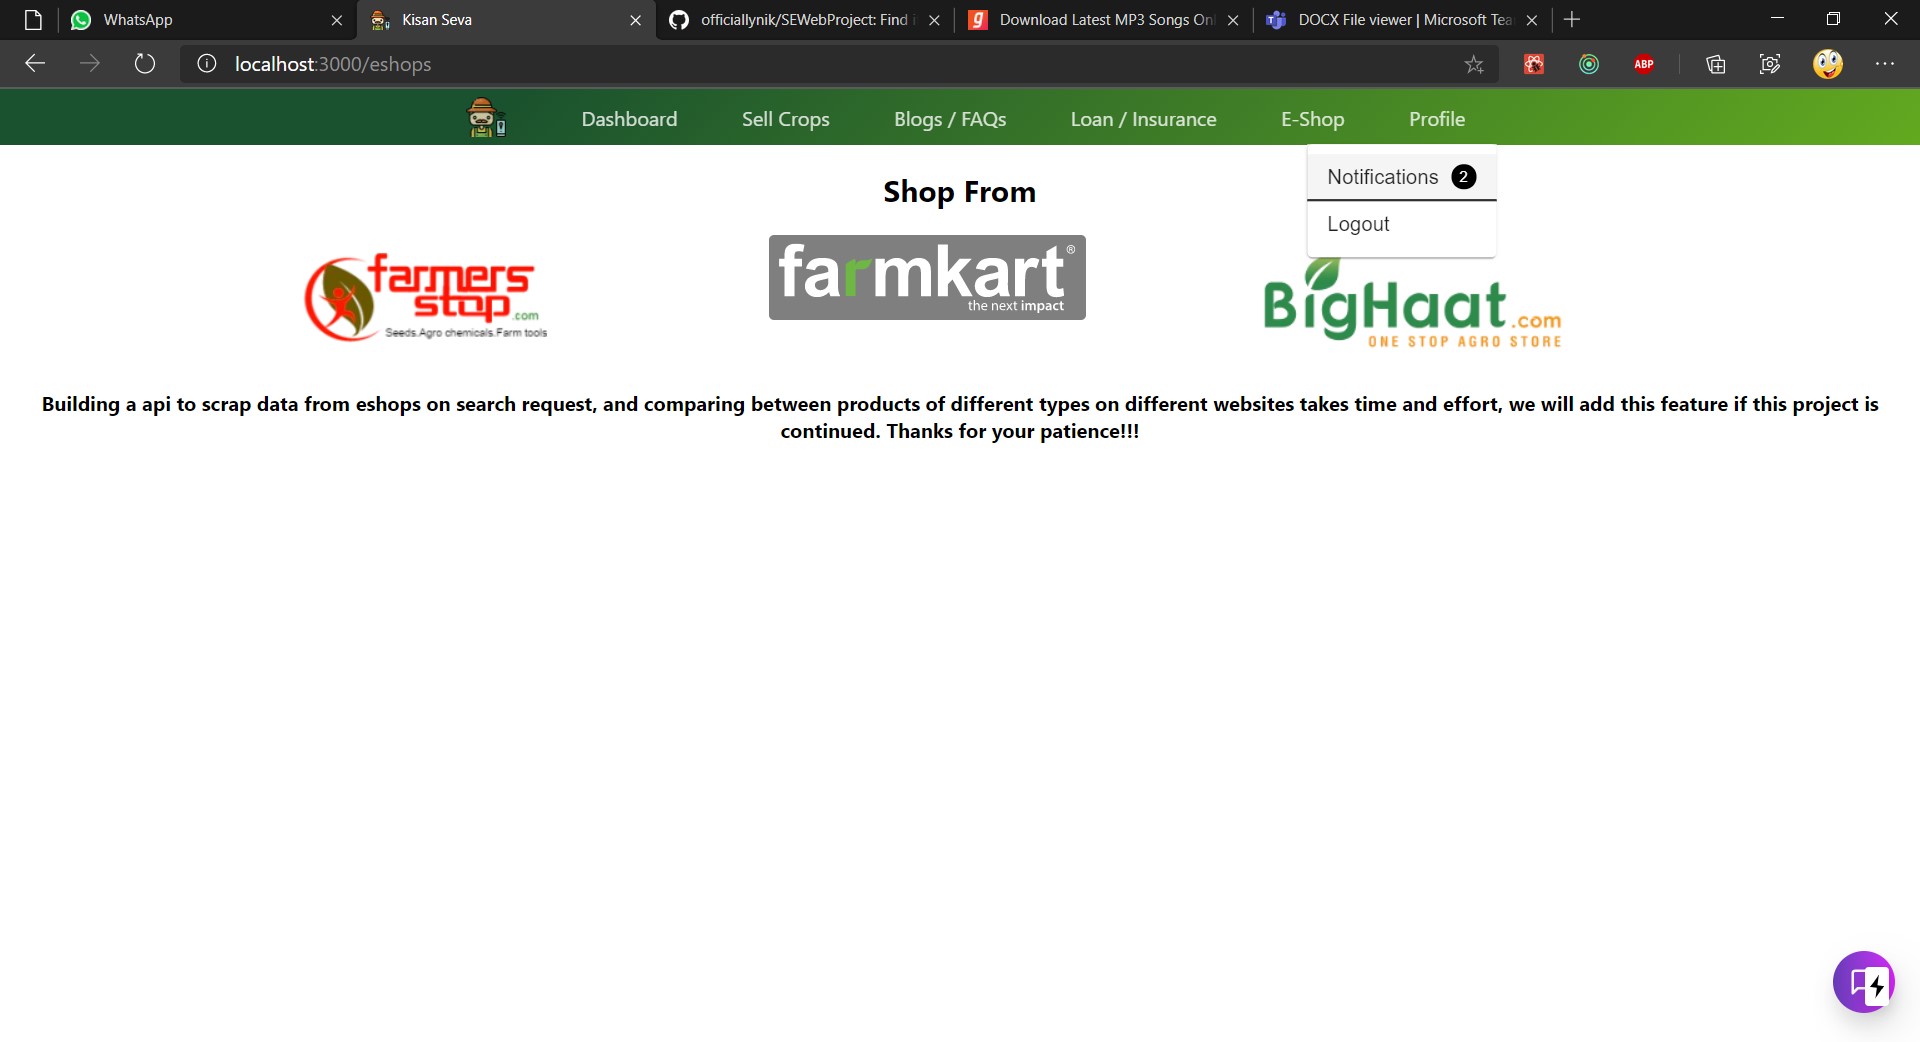 WhatsApp
Kisan Seva
officiallynik/SEWebProject: Find i
g
Download Latest MP3 Songs Onl
DOCX File viewer | Microsoft Tea
localhost:3000/eshops
ABP
Dashboard
Sell Crops
Blogs / FAQs
Loan / Insurance
E-Shop
Profile
Notifications 2
Logout
Shop From
farmers
stop.com
Seeds.Agro chemicals.Farm tools
farmkart®
the next impact
BigHaat.com
ONE STOP AGRO STORE
Building a api to scrap data from eshops on search request, and comparing between products of different types on different websites takes time and effort, we will add this feature if this project is
continued. Thanks for your patience!!!